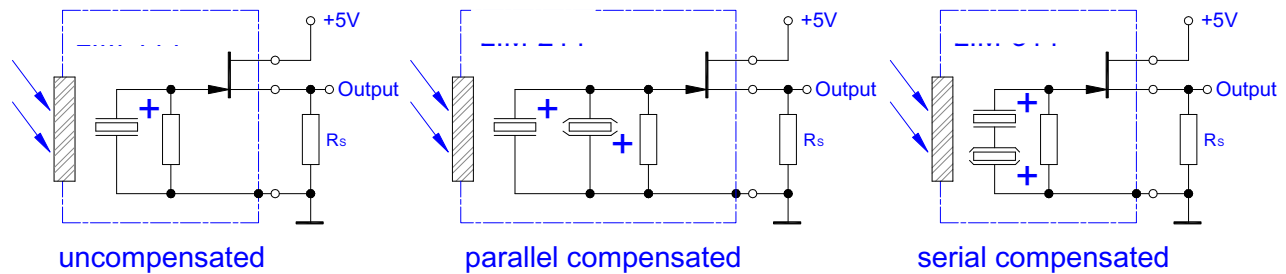 +5V
+5V
+5V
Output
Output
Output
+
+
+
+
+
Rs
Rs
Rs
uncompensated
parallel compensated
serial compensated